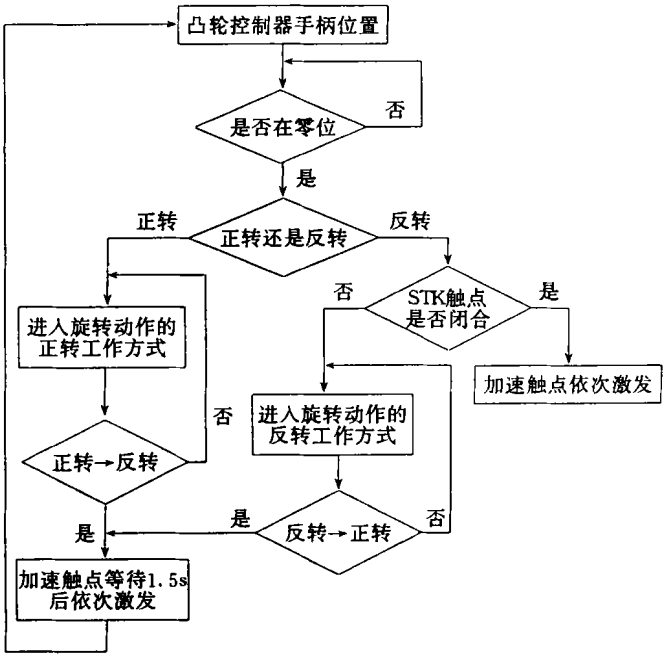 凸轮控制器手柄位置
否
是否在零位
是
正转
正转还是反转
反转
否
STK触点
是否闭合
是
进入旋转动作的
正转工作方式
加速触点依次激发
进入旋转动作的
反转工作方式
否
正转→反转
是
是
反转→正转
否
加速触点等待1.5s
后依次激发